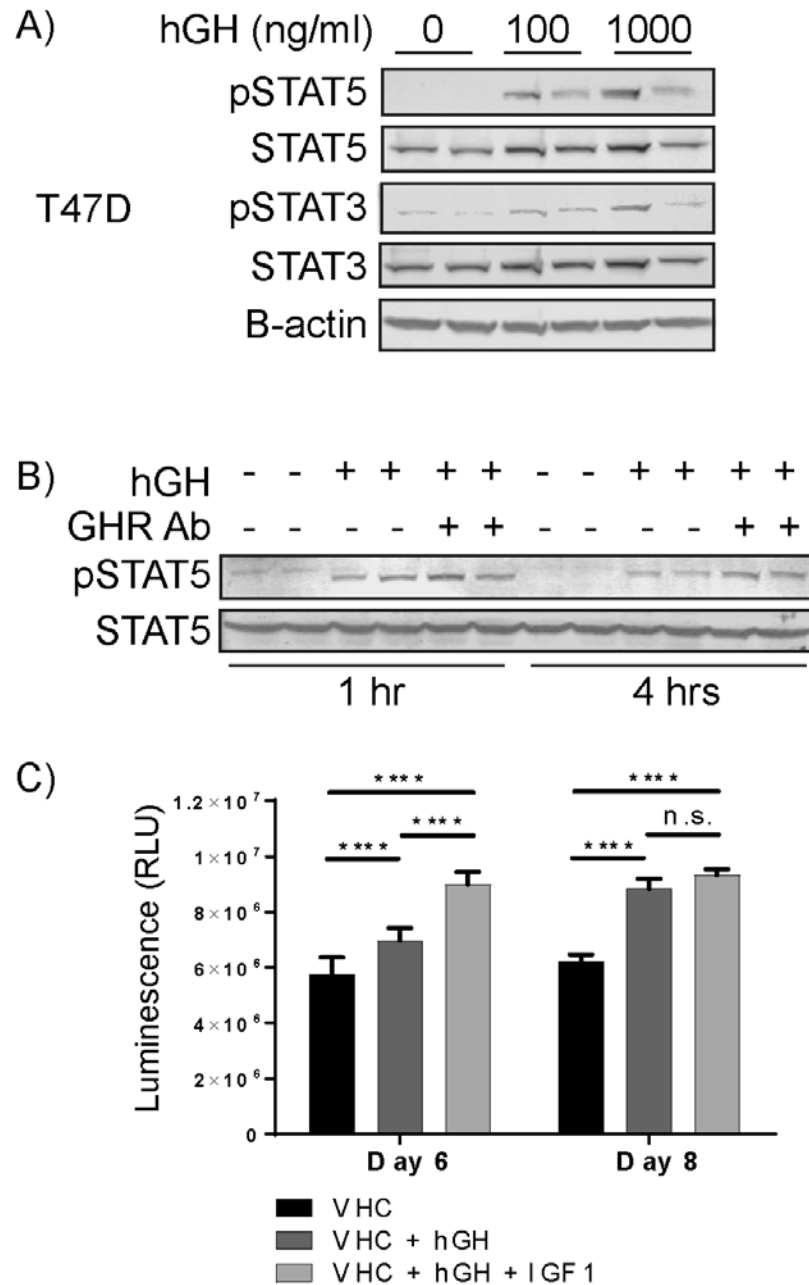 A)
hGH (ng/ml) 0 100 1000
pSTAT5
STAT5
T47D
pSTAT3
STAT3
B-actin
B)
hGH - - + + + + - - + + + +
GHR Ab - - - - + + - - - - + +
pSTAT5
STAT5
1 hr 4 hrs
C)
Luminescence (RLU)
1.2×10⁷
1×10⁷
8×10⁶
6×10⁶
4×10⁶
2×10⁶
0
**** ****
**** n.s.
**** ****
Day 6 Day 8
VHC
VHC + hGH
VHC + hGH + IGF1